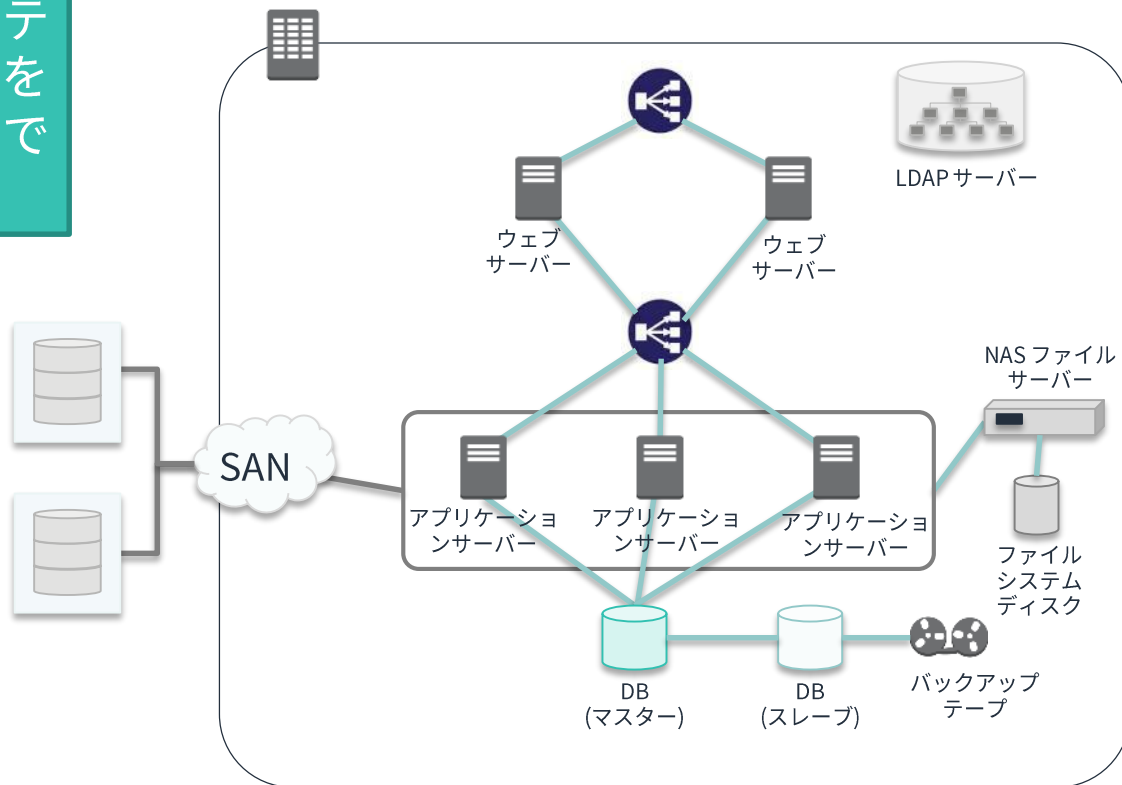 テ
を
で
LDAP サーバー
ウェブ
サーバー
ウェブ
サーバー
NAS ファイル
サーバー
SAN
アプリケーショ
ンサーバー
アプリケーショ
ンサーバー
アプリケーショ
ンサーバー
ファイル
システム
ディスク
DB
(マスター)
DB
(スレーブ)
バックアップ
テープ